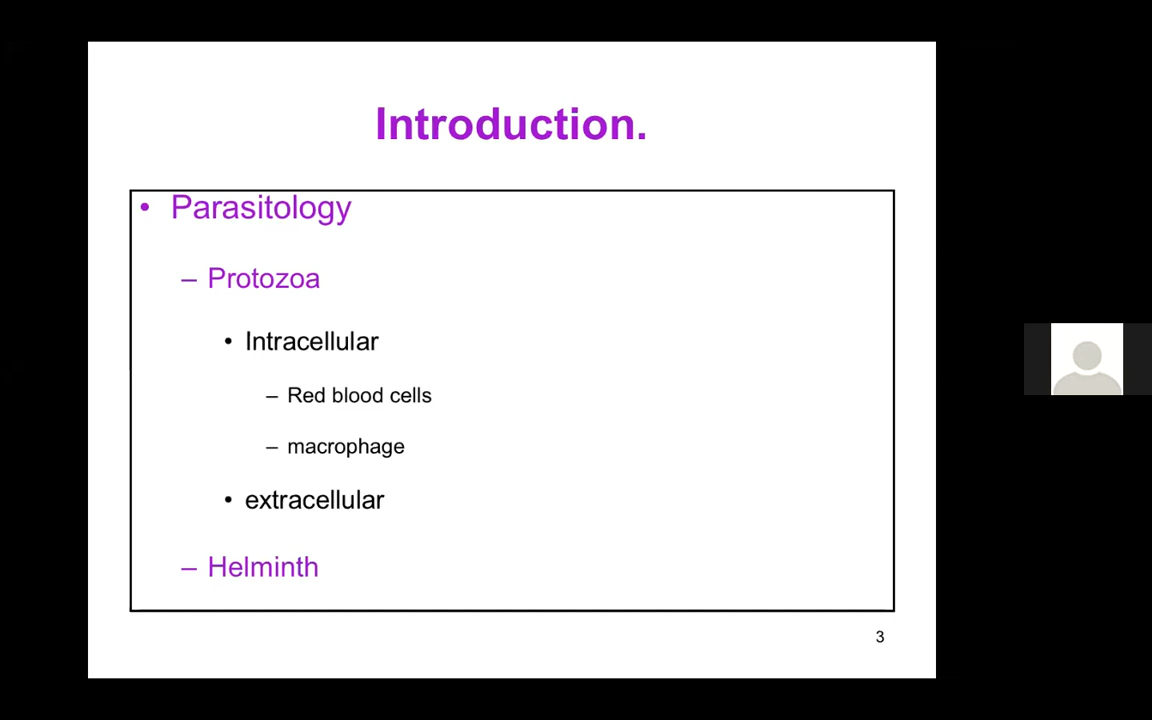 Introduction.
• Parasitology
– Protozoa
• Intracellular
– Red blood cells
– macrophage
• extracellular
– Helminth
3